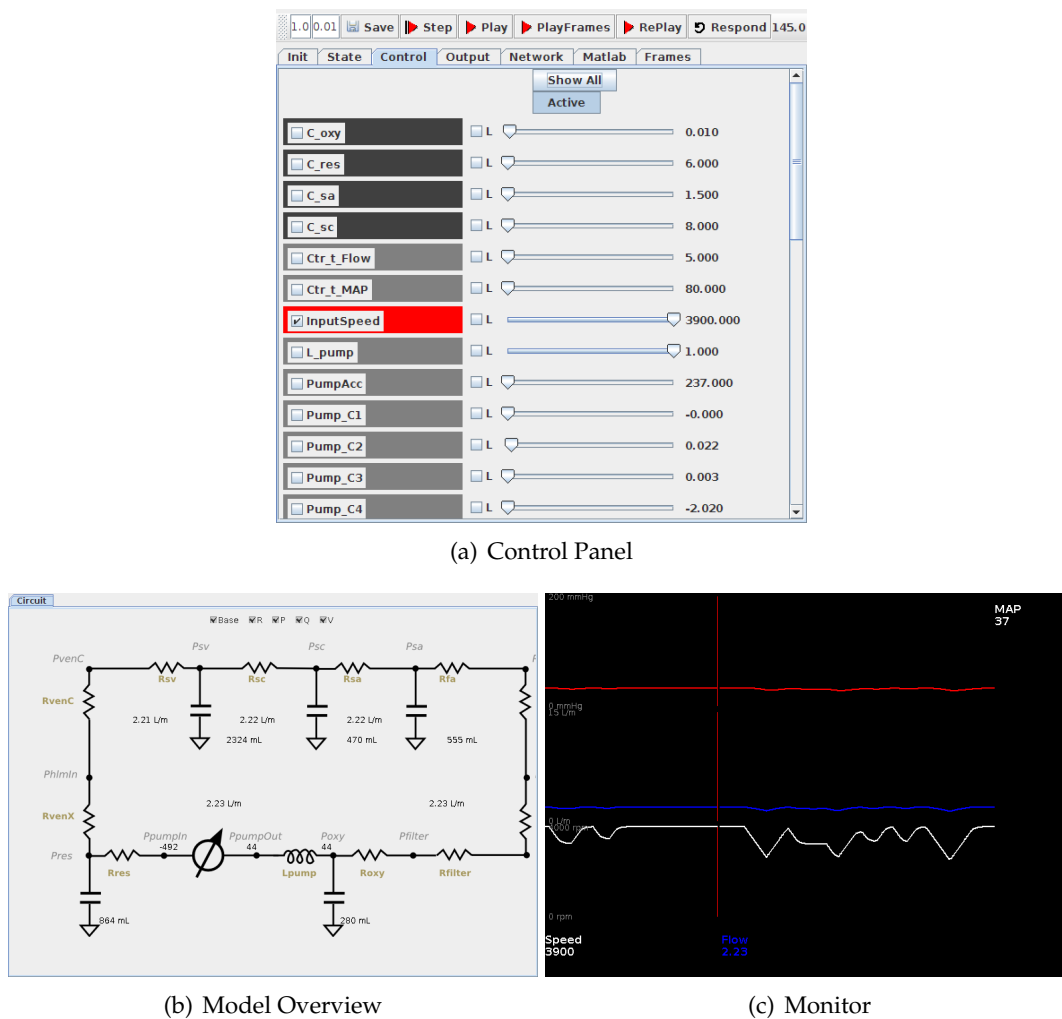 1.0 0.01 Save Step Play PlayFrames RePlay Respond 145.0
Init State Control Output Network Matlab Frames
Show All
Active
C_oxy L 0.010
C_res L 6.000
C_sa L 1.500
C_sc L 8.000
Ctr_t_Flow L 5.000
Ctr_t_MAP L 80.000
InputSpeed L 3900.000
L_pump L 1.000
PumpAcc L 237.000
Pump_C1 L -0.000
Pump_C2 L 0.022
Pump_C3 L 0.003
Pump_C4 L -2.020
(a) Control Panel
Circuit
Base R P Q V
PvenC Psv Psc Psa
Rsv Rsc Rsa Rfa
RvenC
2.21 L/m 2.22 L/m 2.22 L/m
2324 mL 470 mL 555 mL
PhlmIn
2.23 L/m 2.23 L/m
RvenX
PpumpIn PpumpOut Poxy Pfilter
-492 44 44
Pres
Rres Lpump Roxy Rfilter
864 mL 280 mL
(b) Model Overview
200 mmHg
MAP
37
0 mmHg
15 L/m
0 L/m
0 rpm
Speed Flow
3900 2.23
(c) Monitor